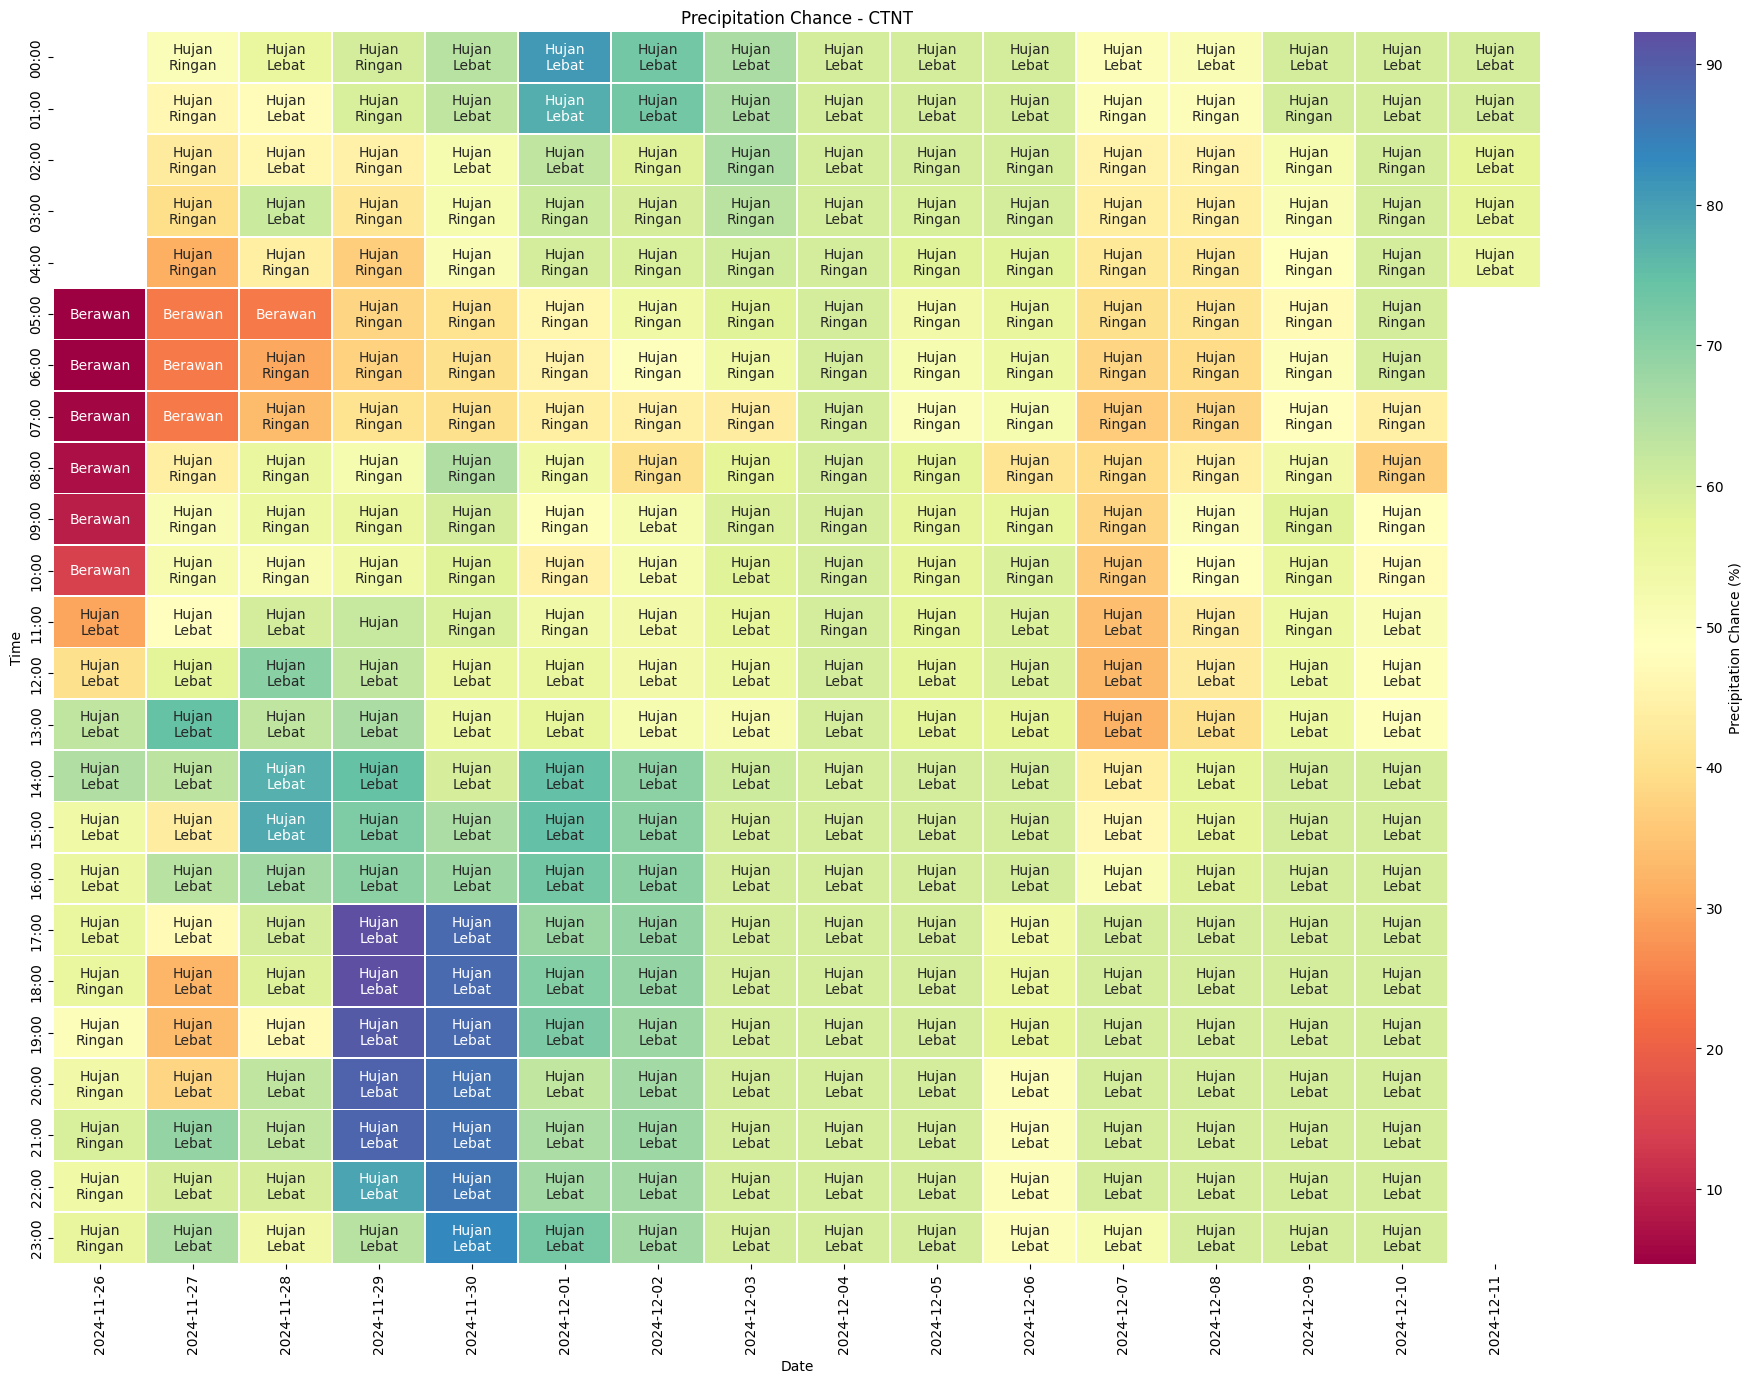 Precipitation Chance - CTNT
00:00
Hujan Hujan Hujan Hujan Hujan Hujan Hujan Hujan Hujan Hujan Hujan Hujan Hujan Hujan Hujan
Ringan Lebat Ringan Lebat Lebat Lebat Lebat Lebat Lebat Lebat Lebat Lebat Lebat Lebat Lebat
01:00
Hujan Hujan Hujan Hujan Hujan Hujan Hujan Hujan Hujan Hujan Hujan Hujan Hujan Hujan Hujan
Ringan Lebat Ringan Lebat Lebat Lebat Lebat Lebat Lebat Lebat Ringan Ringan Ringan Lebat Lebat
02:00
Hujan Hujan Hujan Hujan Hujan Hujan Hujan Hujan Hujan Hujan Hujan Hujan Hujan Hujan Hujan
Ringan Lebat Ringan Lebat Lebat Ringan Ringan Lebat Ringan Ringan Ringan Ringan Ringan Ringan Lebat
03:00
Hujan Hujan Hujan Hujan Hujan Hujan Hujan Hujan Hujan Hujan Hujan Hujan Hujan Hujan Hujan
Ringan Lebat Ringan Ringan Ringan Ringan Ringan Lebat Ringan Ringan Ringan Ringan Ringan Ringan Lebat
04:00
Hujan Hujan Hujan Hujan Hujan Hujan Hujan Hujan Hujan Hujan Hujan Hujan Hujan Hujan Hujan
Ringan Ringan Ringan Ringan Ringan Ringan Ringan Ringan Ringan Ringan Ringan Ringan Ringan Ringan Lebat
05:00
Berawan Berawan Berawan
Hujan Hujan Hujan Hujan Hujan Hujan Hujan Hujan Hujan Hujan Hujan Hujan
Ringan Ringan Ringan Ringan Ringan Ringan Ringan Ringan Ringan Ringan Ringan Ringan
06:00
Berawan Berawan
Hujan Hujan Hujan Hujan Hujan Hujan Hujan Hujan Hujan Hujan Hujan Hujan Hujan
Ringan Ringan Ringan Ringan Ringan Ringan Ringan Ringan Ringan Ringan Ringan Ringan Ringan
07:00
Berawan Berawan
Hujan Hujan Hujan Hujan Hujan Hujan Hujan Hujan Hujan Hujan Hujan Hujan Hujan
Ringan Ringan Ringan Ringan Ringan Ringan Ringan Ringan Ringan Ringan Ringan Ringan Ringan
08:00
Berawan
Hujan Hujan Hujan Hujan Hujan Hujan Hujan Hujan Hujan Hujan Hujan Hujan Hujan Hujan
Ringan Ringan Ringan Ringan Ringan Ringan Ringan Ringan Ringan Ringan Ringan Ringan Ringan Ringan
09:00
Berawan
Hujan Hujan Hujan Hujan Hujan Hujan Hujan Hujan Hujan Hujan Hujan Hujan Hujan Hujan
Ringan Ringan Ringan Ringan Ringan Lebat Ringan Ringan Ringan Ringan Ringan Ringan Ringan Ringan
10:00
Berawan
Hujan Hujan Hujan Hujan Hujan Hujan Hujan Hujan Hujan Hujan Hujan Hujan Hujan Hujan
Ringan Ringan Ringan Ringan Ringan Lebat Lebat Ringan Ringan Ringan Ringan Ringan Ringan Ringan
11:00
Hujan Hujan Hujan Hujan Hujan Hujan Hujan Hujan Hujan Hujan Hujan Hujan Hujan Hujan Hujan
Lebat Lebat Lebat Ringan Ringan Lebat Lebat Ringan Ringan Lebat Lebat Ringan Ringan Lebat
12:00
Hujan Hujan Hujan Hujan Hujan Hujan Hujan Hujan Hujan Hujan Hujan Hujan Hujan Hujan Hujan
Lebat Lebat Lebat Lebat Lebat Lebat Lebat Lebat Lebat Lebat Lebat Lebat Lebat Lebat Lebat
13:00
Hujan Hujan Hujan Hujan Hujan Hujan Hujan Hujan Hujan Hujan Hujan Hujan Hujan Hujan Hujan
Lebat Lebat Lebat Lebat Lebat Lebat Lebat Lebat Lebat Lebat Lebat Lebat Lebat Lebat Lebat
14:00
Hujan Hujan Hujan Hujan Hujan Hujan Hujan Hujan Hujan Hujan Hujan Hujan Hujan Hujan Hujan
Lebat Lebat Lebat Lebat Lebat Lebat Lebat Lebat Lebat Lebat Lebat Lebat Lebat Lebat Lebat
15:00
Hujan Hujan Hujan Hujan Hujan Hujan Hujan Hujan Hujan Hujan Hujan Hujan Hujan Hujan Hujan
Lebat Lebat Lebat Lebat Lebat Lebat Lebat Lebat Lebat Lebat Lebat Lebat Lebat Lebat Lebat
16:00
Hujan Hujan Hujan Hujan Hujan Hujan Hujan Hujan Hujan Hujan Hujan Hujan Hujan Hujan Hujan
Lebat Lebat Lebat Lebat Lebat Lebat Lebat Lebat Lebat Lebat Lebat Lebat Lebat Lebat Lebat
17:00
Hujan Hujan Hujan Hujan Hujan Hujan Hujan Hujan Hujan Hujan Hujan Hujan Hujan Hujan Hujan
Lebat Lebat Lebat Lebat Lebat Lebat Lebat Lebat Lebat Lebat Lebat Lebat Lebat Lebat Lebat
18:00
Hujan Hujan Hujan Hujan Hujan Hujan Hujan Hujan Hujan Hujan Hujan Hujan Hujan Hujan Hujan
Ringan Lebat Lebat Lebat Lebat Lebat Lebat Lebat Lebat Lebat Lebat Lebat Lebat Lebat Lebat
19:00
Hujan Hujan Hujan Hujan Hujan Hujan Hujan Hujan Hujan Hujan Hujan Hujan Hujan Hujan Hujan
Ringan Lebat Lebat Lebat Lebat Lebat Lebat Lebat Lebat Lebat Lebat Lebat Lebat Lebat Lebat
20:00
Hujan Hujan Hujan Hujan Hujan Hujan Hujan Hujan Hujan Hujan Hujan Hujan Hujan Hujan Hujan
Ringan Lebat Lebat Lebat Lebat Lebat Lebat Lebat Lebat Lebat Lebat Lebat Lebat Lebat Lebat
21:00
Hujan Hujan Hujan Hujan Hujan Hujan Hujan Hujan Hujan Hujan Hujan Hujan Hujan Hujan Hujan
Ringan Lebat Lebat Lebat Lebat Lebat Lebat Lebat Lebat Lebat Lebat Lebat Lebat Lebat Lebat
22:00
Hujan Hujan Hujan Hujan Hujan Hujan Hujan Hujan Hujan Hujan Hujan Hujan Hujan Hujan Hujan
Ringan Lebat Lebat Lebat Lebat Lebat Lebat Lebat Lebat Lebat Lebat Lebat Lebat Lebat Lebat
23:00
Hujan Hujan Hujan Hujan Hujan Hujan Hujan Hujan Hujan Hujan Hujan Hujan Hujan Hujan Hujan
Ringan Lebat Lebat Lebat Lebat Lebat Lebat Lebat Lebat Lebat Lebat Lebat Lebat Lebat Lebat
Time
2024-11-26
2024-11-27
2024-11-28
2024-11-29
2024-11-30
2024-12-01
2024-12-02
2024-12-03
2024-12-04
2024-12-05
2024-12-06
2024-12-07
2024-12-08
2024-12-09
2024-12-10
2024-12-11
Date
90
80
70
60
50
40
30
20
10
Precipitation Chance (%)